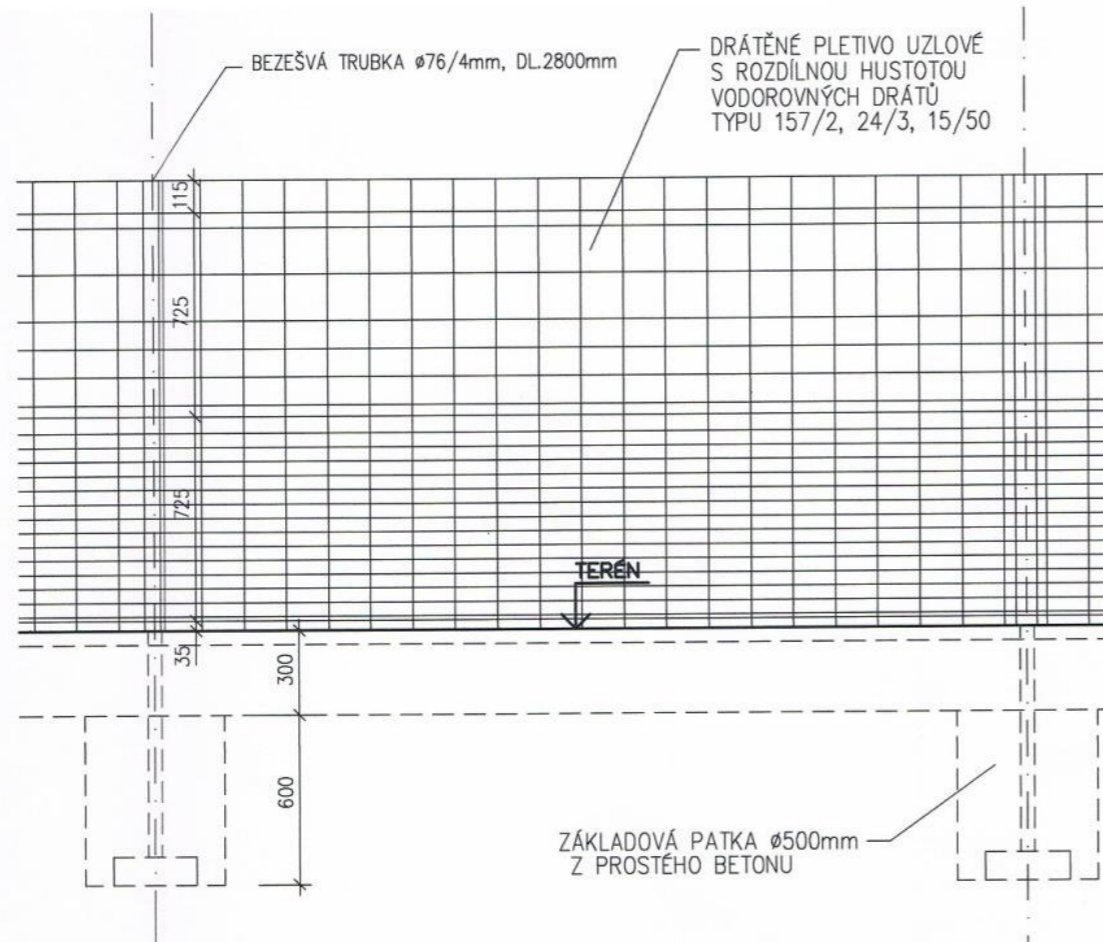 BEZEŠVÁ TRUBKA ø76/4mm, DL.2800mm
DRÁTĚNÉ PLETIVO UZLOVÉ
S ROZDÍLNOU HUSTOTOU
VODOROVNÝCH DRÁTŮ
TYPU 157/2, 24/3, 15/50
115
725
725
TERÉN
35
300
600
ZÁKLADOVÁ PATKA ø500mm
Z PROSTÉHO BETONU